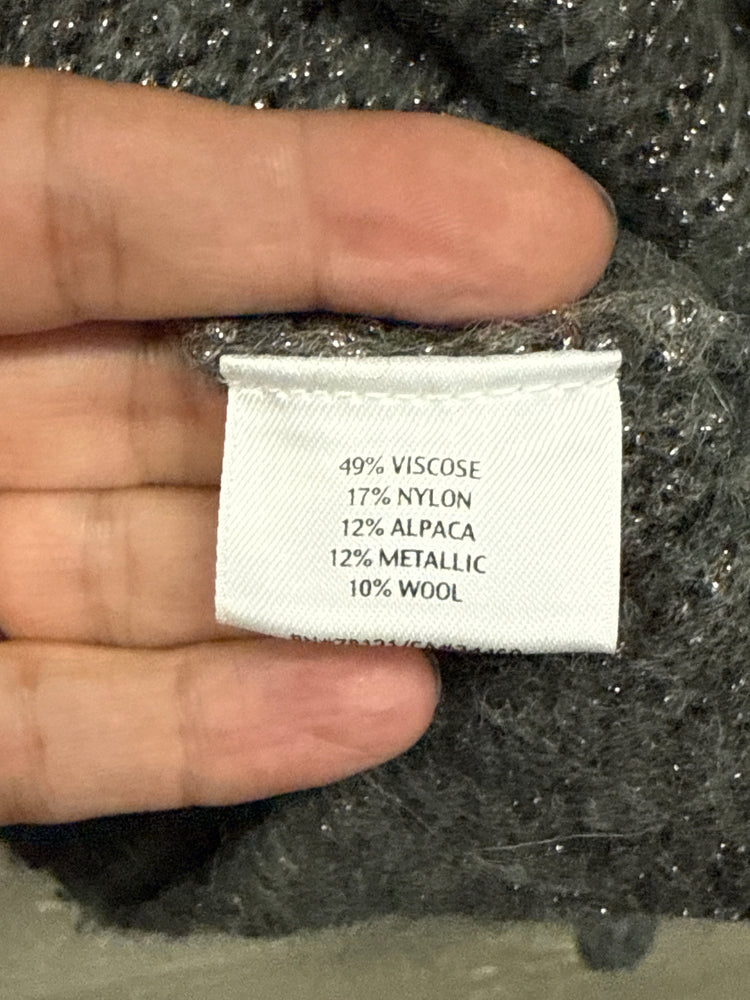 49% VISCOSE
17% NYLON
12% ALPACA
12% METALLIC
10% WOOL